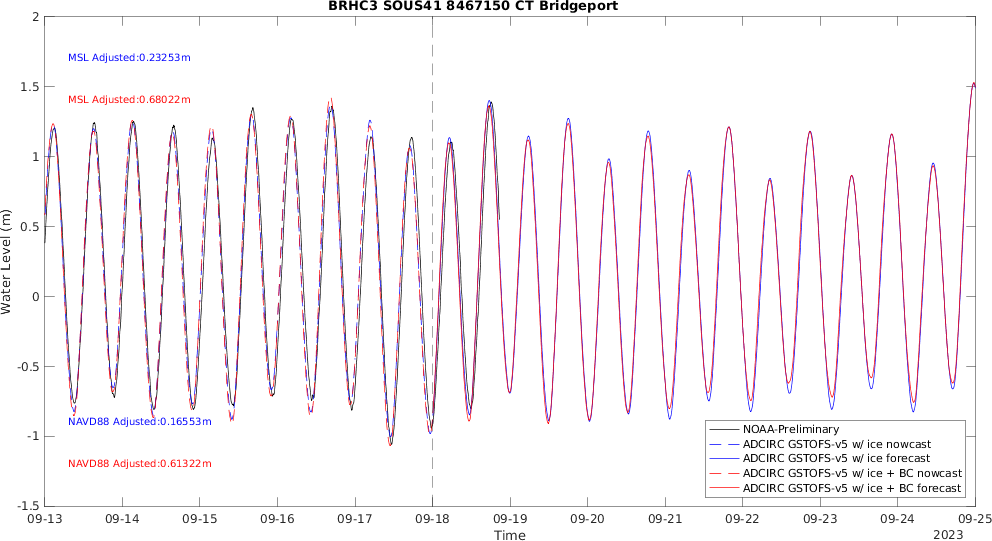 BRHC3 SOUS41 8467150 CT Bridgeport
2
1.5
1
0.5
0
-0.5
-1
-1.5
Water Level (m)
MSL Adjusted:0.23253m
MSL Adjusted:0.68022m
NAVD88 Adjusted:0.16553m
NAVD88 Adjusted:0.61322m
NOAA-Preliminary
ADCIRC GSTOFS-v5 w/ ice nowcast
ADCIRC GSTOFS-v5 w/ ice forecast
ADCIRC GSTOFS-v5 w/ ice + BC nowcast
ADCIRC GSTOFS-v5 w/ ice + BC forecast
09-13 09-14 09-15 09-16 09-17 09-18 09-19 09-20 09-21 09-22 09-23 09-24 09-25
Time
2023